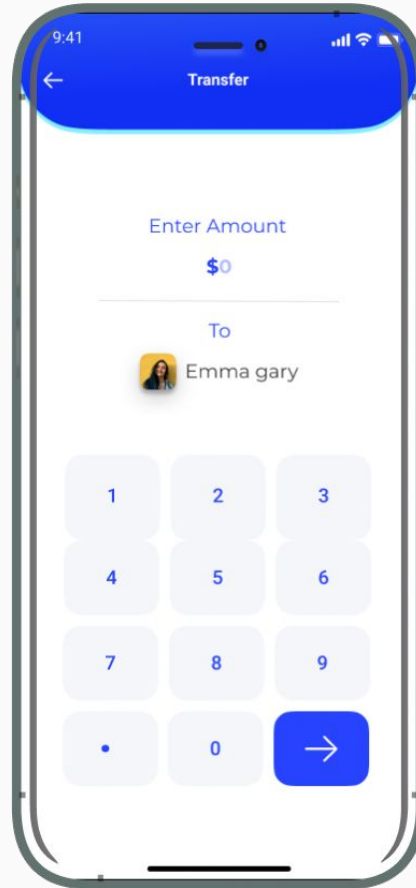 9:41
Transfer
Enter Amount
$0
To
Emma gary
1 2 3
4 5 6
7 8 9
• 0